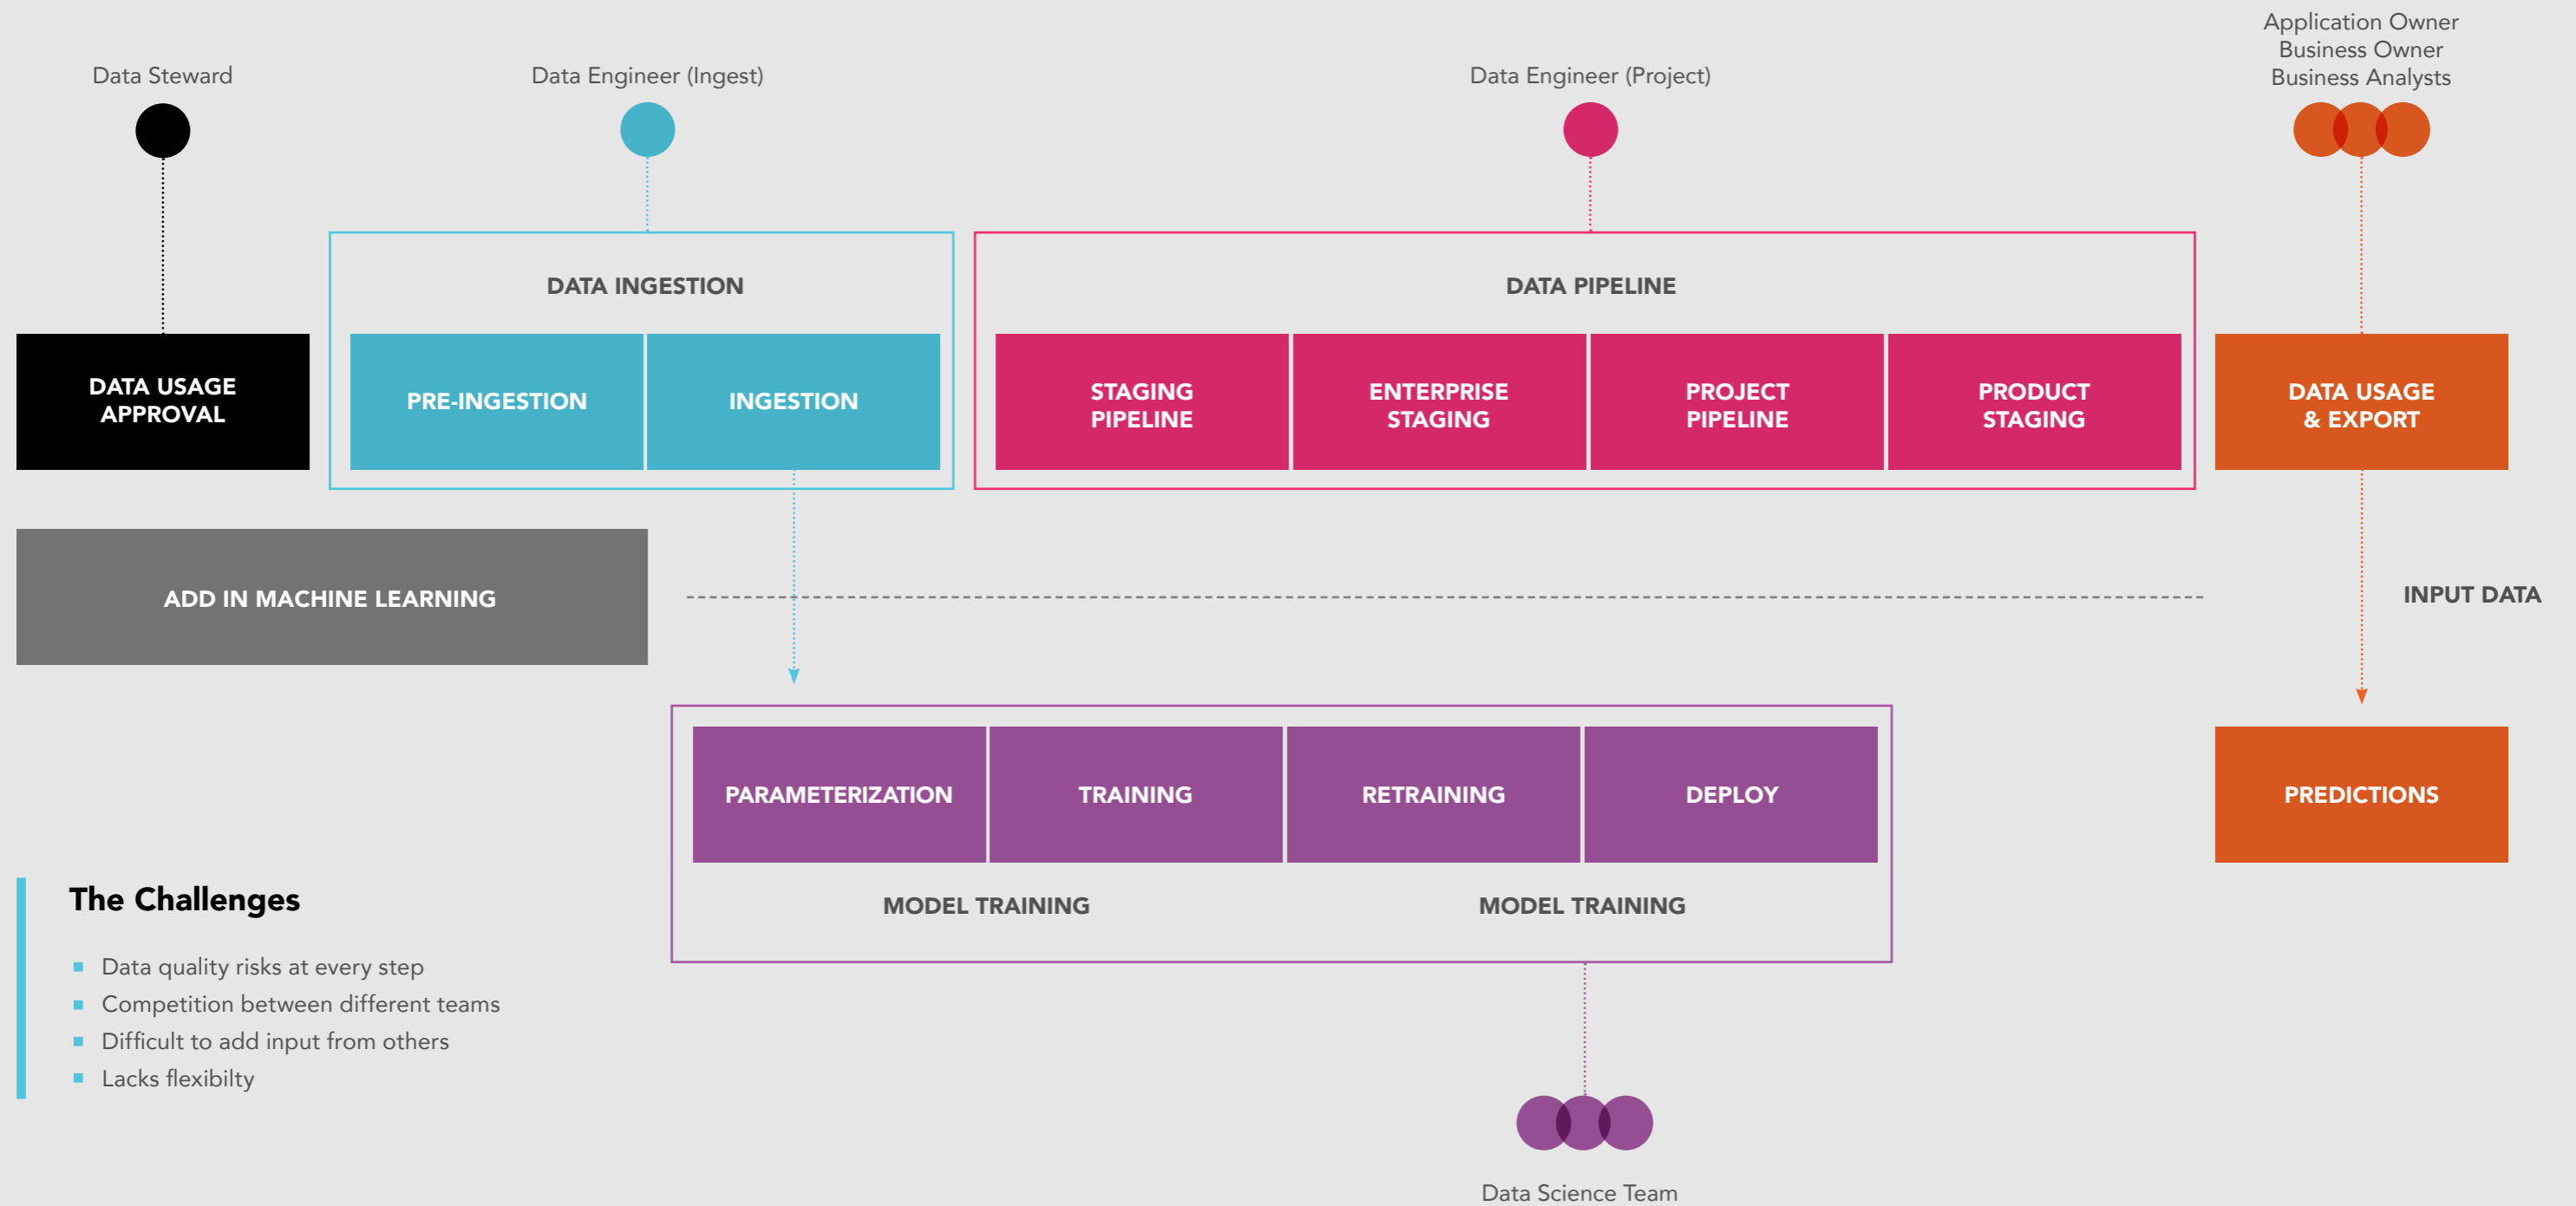 Application Owner
Business Owner
Business Analysts
Data Steward
Data Engineer (Ingest)
Data Engineer (Project)
DATA INGESTION
DATA PIPELINE
DATA USAGE
APPROVAL
PRE-INGESTION
INGESTION
STAGING
PIPELINE
ENTERPRISE
STAGING
PROJECT
PIPELINE
PRODUCT
STAGING
DATA USAGE
& EXPORT
ADD IN MACHINE LEARNING
INPUT DATA
PARAMETERIZATION
TRAINING
RETRAINING
DEPLOY
PREDICTIONS
MODEL TRAINING
MODEL TRAINING
The Challenges
Data quality risks at every step
Competition between different teams
Difficult to add input from others
Lacks flexibilty
Data Science Team